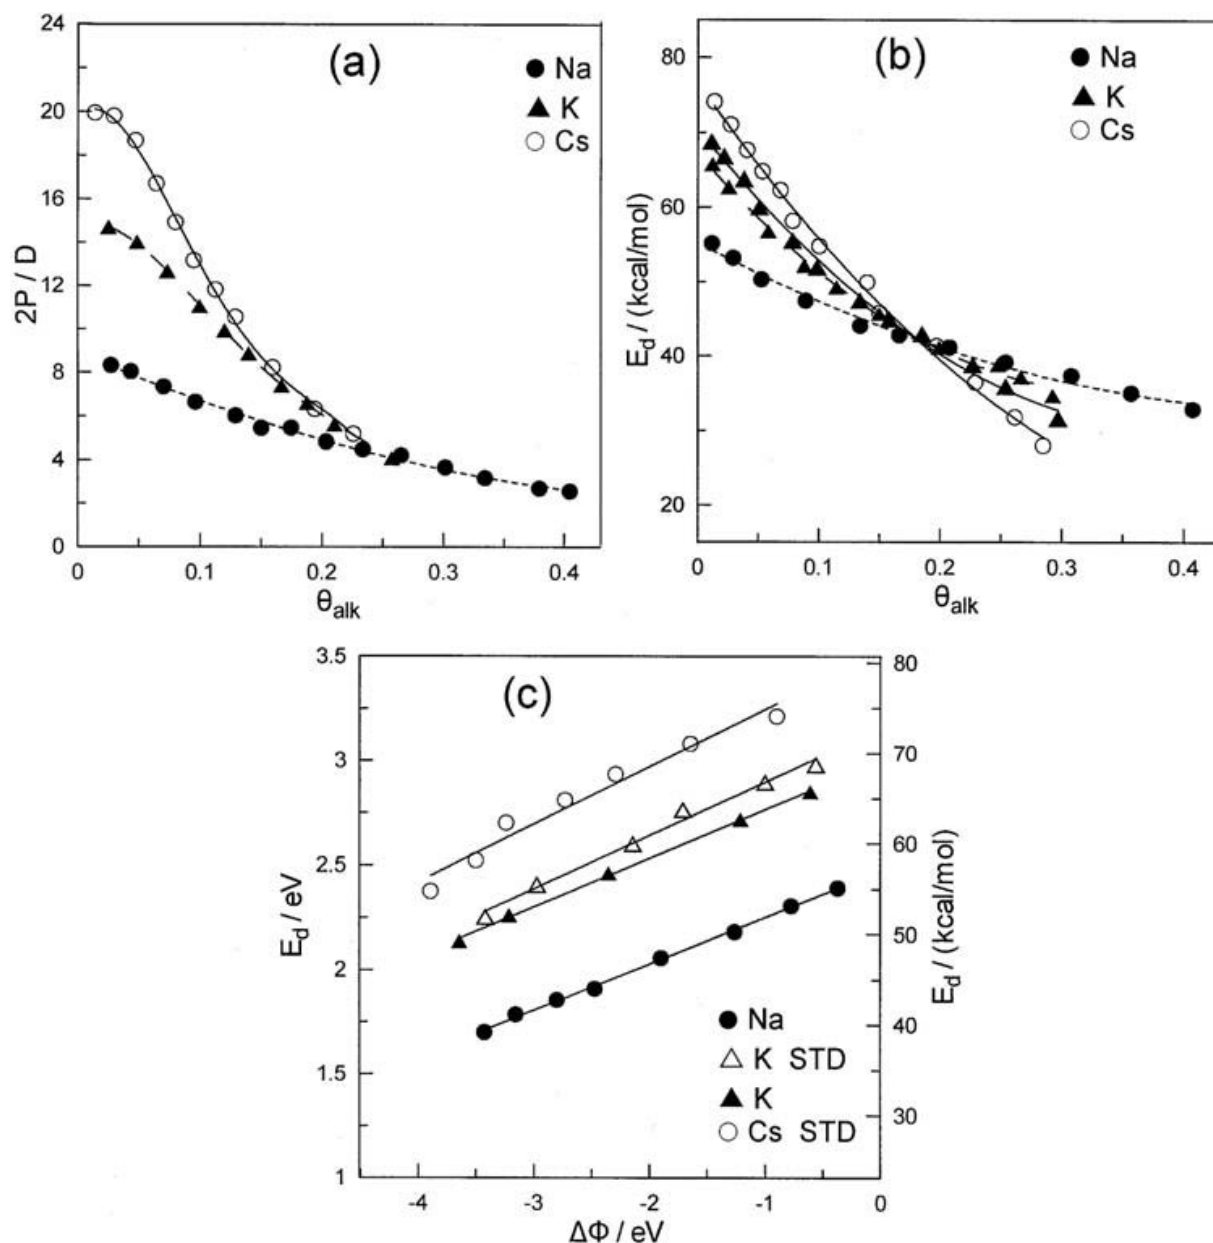 (a)
Na
K
Cs
24
20
16
12
8
4
0
2P / D
0
0.1
0.2
0.3
0.4
θalk
(b)
Na
K
Cs
80
60
40
20
Ed / (kcal/mol)
0
0.1
0.2
0.3
0.4
θalk
(c)
3.5
3
2.5
2
1.5
1
Ed / eV
80
70
60
50
40
30
Ed / (kcal/mol)
Na
K STD
K
Cs STD
-4
-3
-2
-1
0
ΔΦ / eV